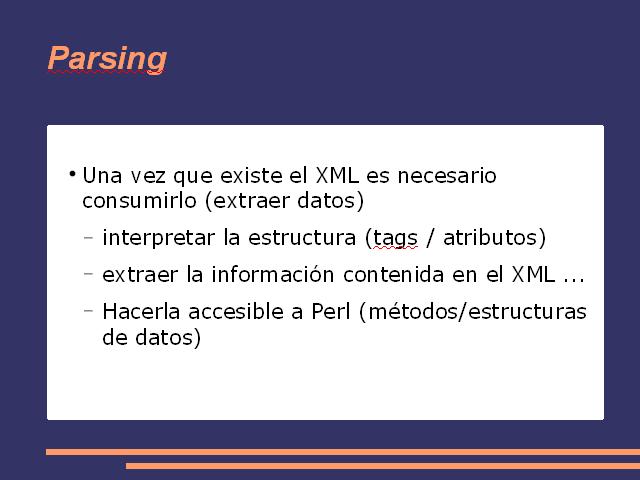 Parsing
• Una vez que existe el XML es necesario
consumirlo (extraer datos)
– interpretar la estructura (tags / atributos)
– extraer la información contenida en el XML ...
– Hacerla accesible a Perl (métodos/estructuras
de datos)